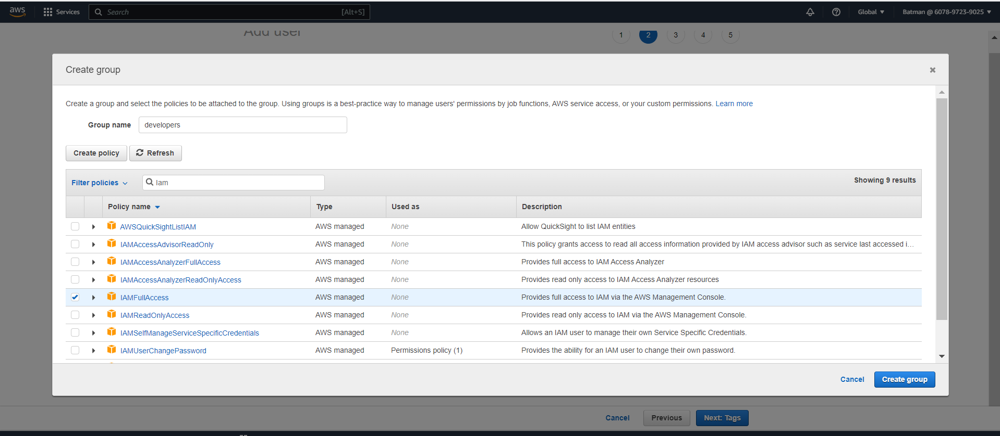 aws Services Search [Alt+S] Global Batman @ 6078-9723-9025
Add user 1 2 3 4 5
Create group
Create a group and select the policies to be attached to the group. Using groups is a best-practice way to manage users' permissions by job functions, AWS service access, or your custom permissions. Learn more
Group name developers
Create policy Refresh
Filter policies Iam Showing 9 results
Policy name Type Used as Description
AWSQuickSightListIAM AWS managed None Allow QuickSight to list IAM entities
IAMAccessAdvisorReadOnly AWS managed None This policy grants access to read all access information provided by IAM access advisor such as service last accessed i…
IAMAccessAnalyzerFullAccess AWS managed None Provides full access to IAM Access Analyzer
IAMAccessAnalyzerReadOnlyAccess AWS managed None Provides read only access to IAM Access Analyzer resources
IAMFullAccess AWS managed None Provides full access to IAM via the AWS Management Console.
IAMReadOnlyAccess AWS managed None Provides read only access to IAM via the AWS Management Console.
IAMSelfManageServiceSpecificCredentials AWS managed None Allows an IAM user to manage their own Service Specific Credentials.
IAMUserChangePassword AWS managed Permissions policy (1) Provides the ability for an IAM user to change their own password.
Cancel Create group
Cancel Previous Next: Tags